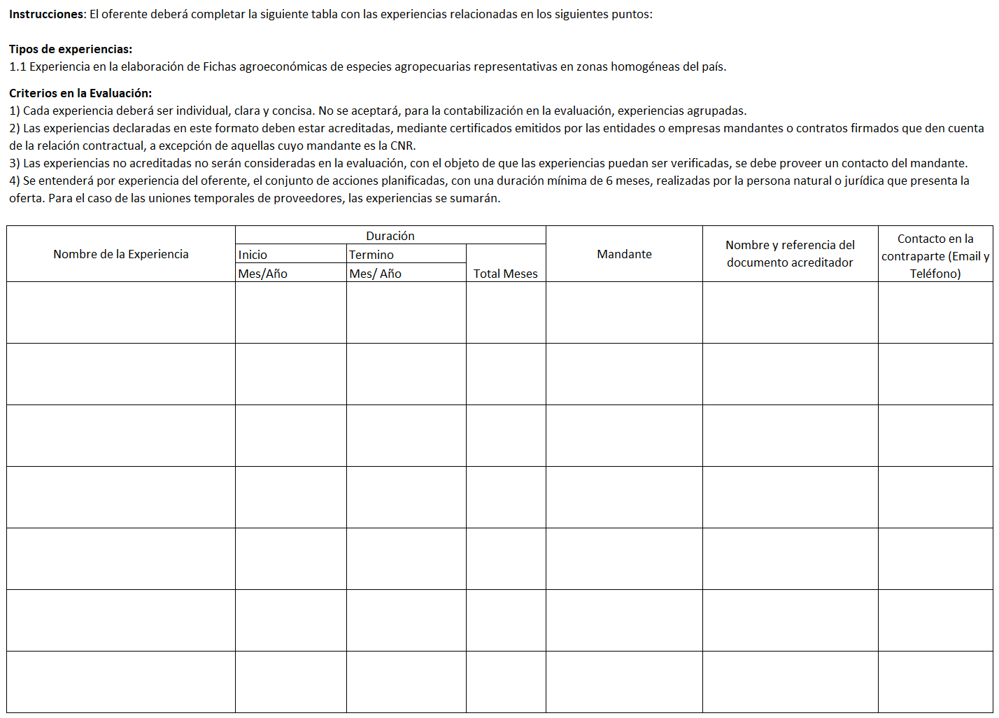 Instrucciones: El oferente deberá completar la siguiente tabla con las experiencias relacionadas en los siguientes puntos:
Tipos de experiencias:
1.1 Experiencia en la elaboración de Fichas agroeconómicas de especies agropecuarias representativas en zonas homogéneas del país.
Criterios en la Evaluación:
1) Cada experiencia deberá ser individual, clara y concisa. No se aceptará, para la contabilización en la evaluación, experiencias agrupadas.
2) Las experiencias declaradas en este formato deben estar acreditadas, mediante certificados emitidos por las entidades o empresas mandantes o contratos firmados que den cuenta
de la relación contractual, a excepción de aquellas cuyo mandante es la CNR.
3) Las experiencias no acreditadas no serán consideradas en la evaluación, con el objeto de que las experiencias puedan ser verificadas, se debe proveer un contacto del mandante.
4) Se entenderá por experiencia del oferente, el conjunto de acciones planificadas, con una duración mínima de 6 meses, realizadas por la persona natural o jurídica que presenta la
oferta. Para el caso de las uniones temporales de proveedores, las experiencias se sumarán.
Nombre de la Experiencia
Duración
Inicio
Termino
Mes/Año
Mes/ Año
Total Meses
Mandante
Nombre y referencia del
documento acreditador
Contacto en la
contraparte (Email y
Teléfono)